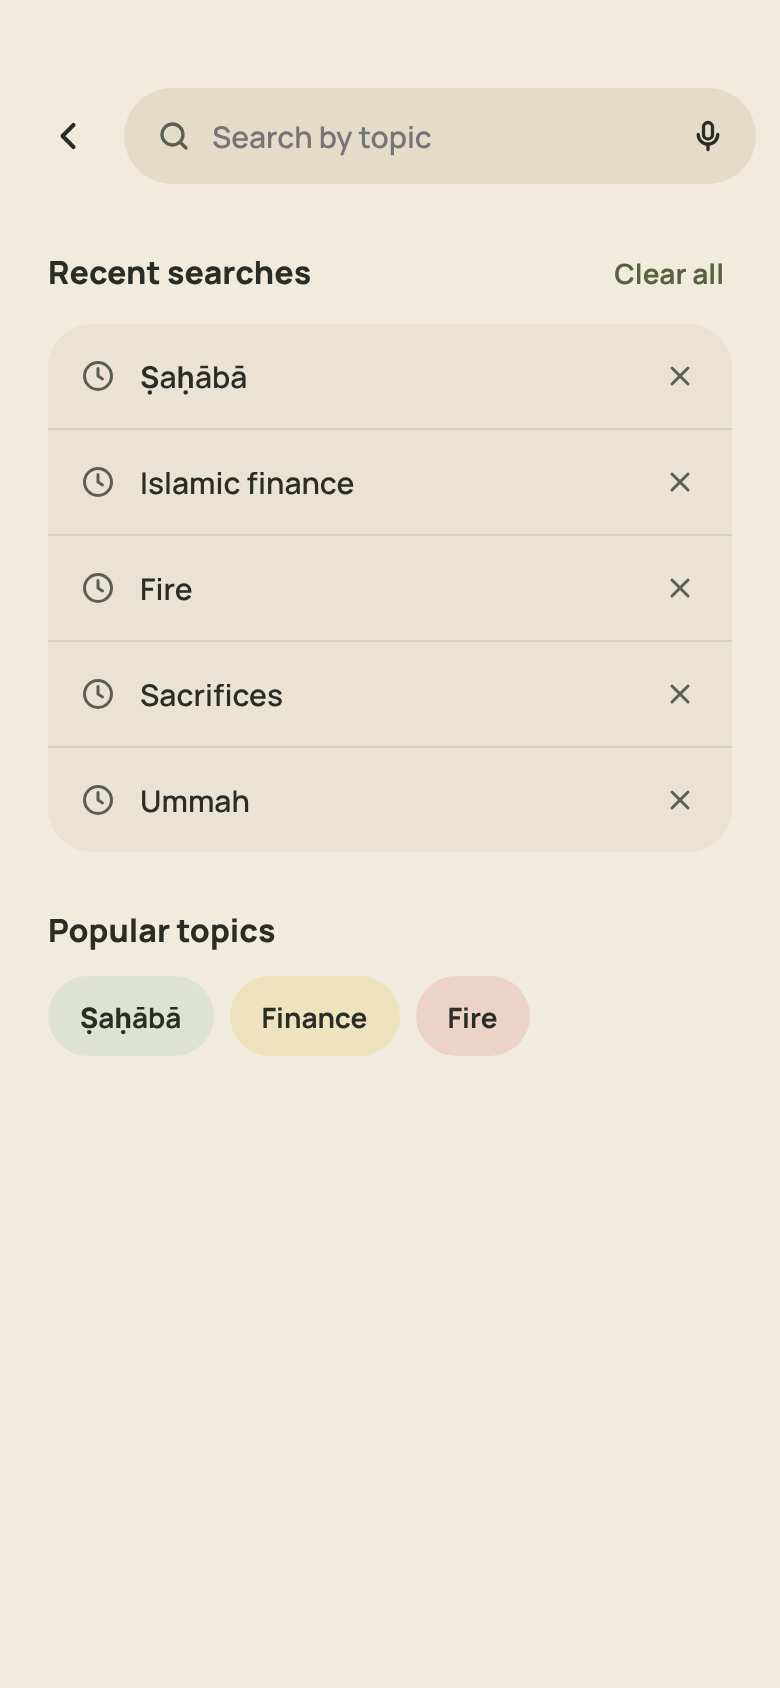 Search by topic
Recent searches
Clear all
Ṣaḥābā
Islamic finance
Fire
Sacrifices
Ummah
Popular topics
Ṣaḥābā
Finance
Fire